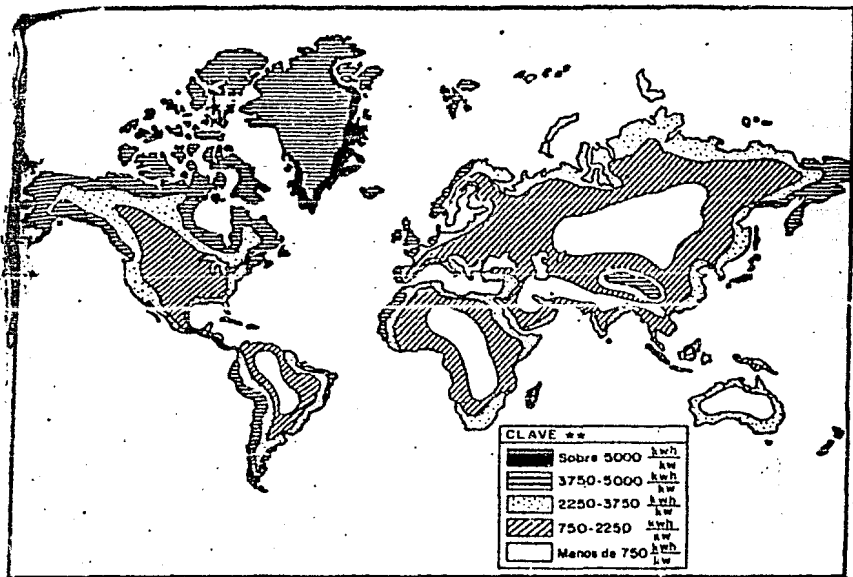 CLAVE **
Sobre 5000 kwh/kw
3750-5000 kwh/kw
2250-3750 kwh/kw
750-2250 kwh/kw
Menos de 750 kwh/kw